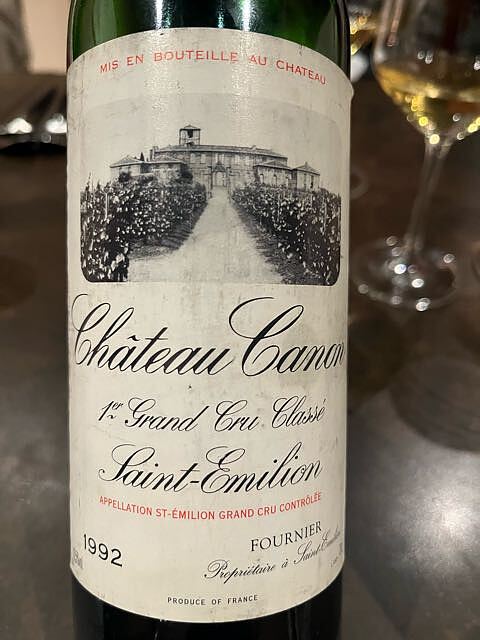 MIS EN BOUTEILLE AU CHATEAU
Château Canon
1er Grand Cru Classé
Saint-Emilion
APPELLATION ST-ÉMILION GRAND CRU CONTRÔLÉE
1992
FOURNIER
Propriétaire à Saint-Emilion
PRODUCE OF FRANCE